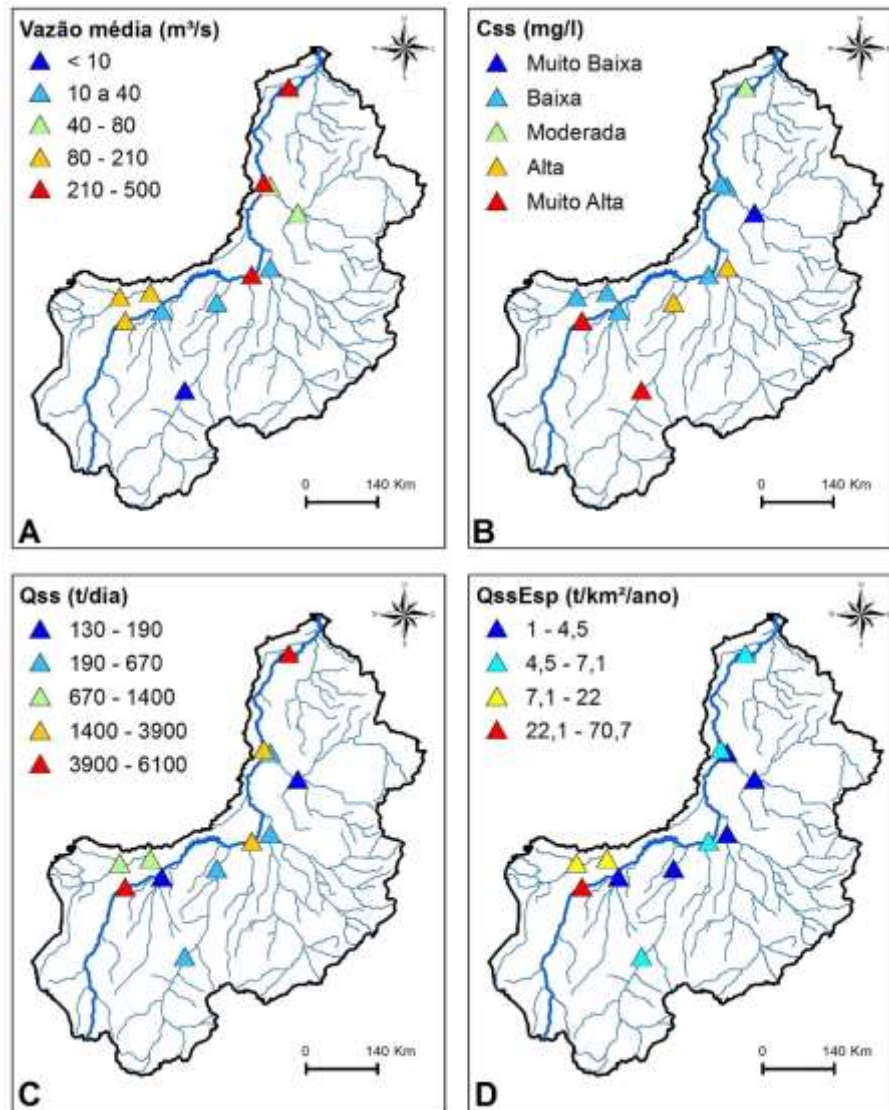 Vazão média (m³/s)
< 10
10 a 40
40 - 80
80 - 210
210 - 500
0 140 Km
A
Css (mg/l)
Muito Baixa
Baixa
Moderada
Alta
Muito Alta
0 140 Km
B
Qss (t/dia)
130 - 190
190 - 670
670 - 1400
1400 - 3900
3900 - 6100
0 140 Km
C
QssEsp (t/km²/ano)
1 - 4,5
4,5 - 7,1
7,1 - 22
22,1 - 70,7
0 140 Km
D